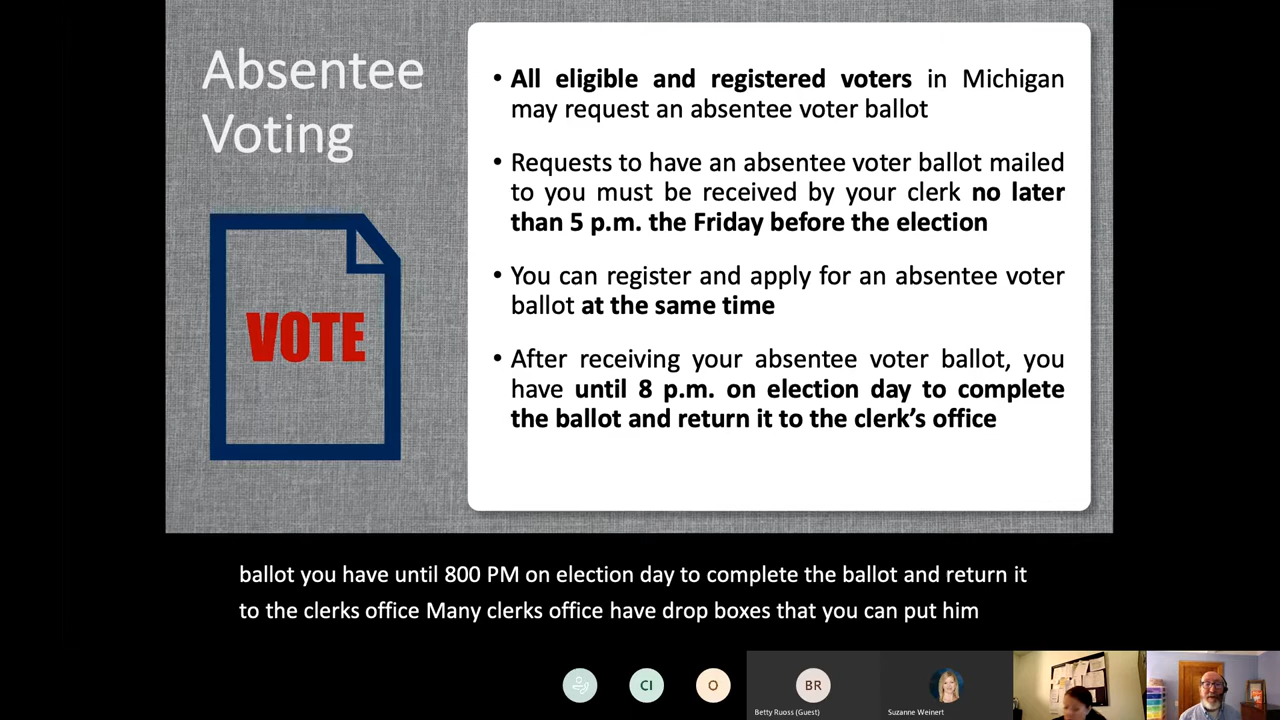 Absentee
Voting
VOTE
• All eligible and registered voters in Michigan
may request an absentee voter ballot
• Requests to have an absentee voter ballot mailed
to you must be received by your clerk no later
than 5 p.m. the Friday before the election
• You can register and apply for an absentee voter
ballot at the same time
• After receiving your absentee voter ballot, you
have until 8 p.m. on election day to complete
the ballot and return it to the clerk’s office
ballot you have until 800 PM on election day to complete the ballot and return it
to the clerks office Many clerks office have drop boxes that you can put him
CI
O
BR
Betty Ruoss (Guest)
Suzanne Weinert